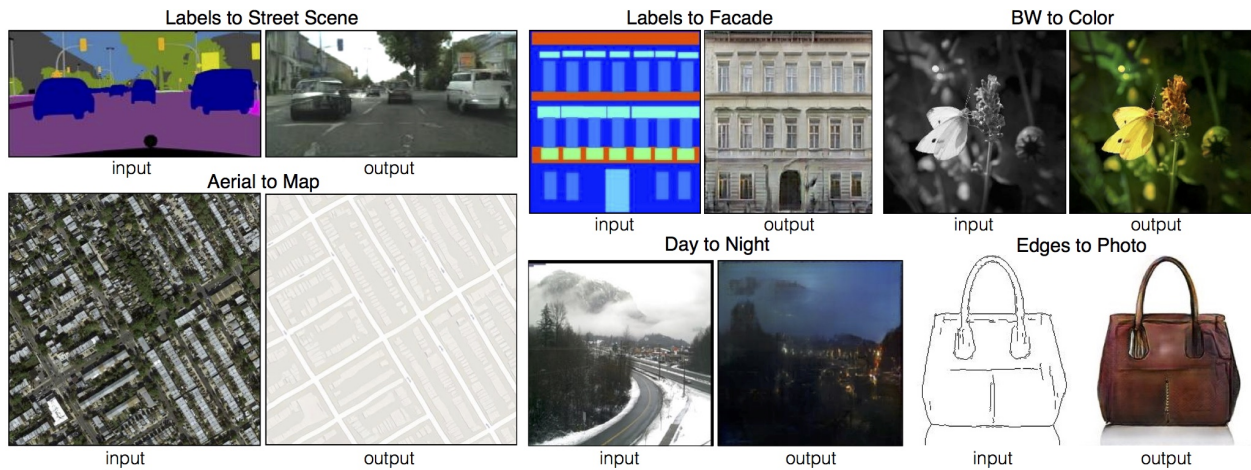 Labels to Street Scene
input
output
Aerial to Map
input
output
Labels to Facade
input
output
BW to Color
input
output
Day to Night
input
output
Edges to Photo
input
output